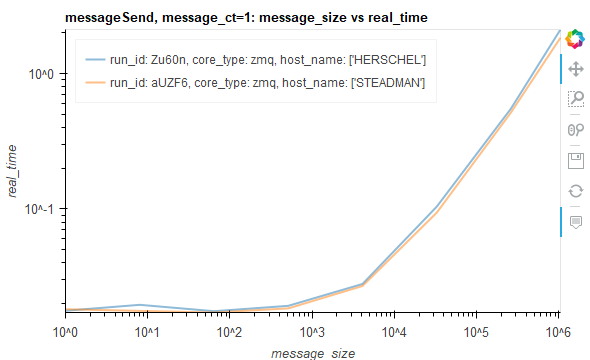 messageSend, message_ct=1: message_size vs real_time
run_id: Zu60n, core_type: zmq, host_name: ['HERSCHEL']
run_id: aUZF6, core_type: zmq, host_name: ['STEADMAN']
10^0
10^-1
real_time
10^0 10^1 10^2 10^3 10^4 10^5 10^6
message_size